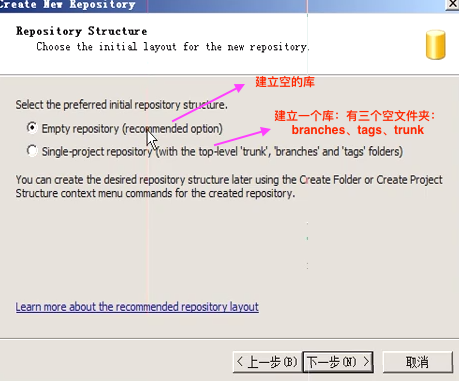 Create New Repository
Repository Structure
Choose the initial layout for the new repository.
建立空的库
Select the preferred initial repository structure.
建立一个库：有三个空文件夹：
branches、tags、trunk
Empty repository (recommended option)
Single-project repository (with the top-level 'trunk', 'branches' and 'tags' folders)
You can create the desired repository structure later using the Create Folder or Create Project
Structure context menu commands for the created repository.
Learn more about the recommended repository layout
< 上一步(B)
下一步(N) >
取消